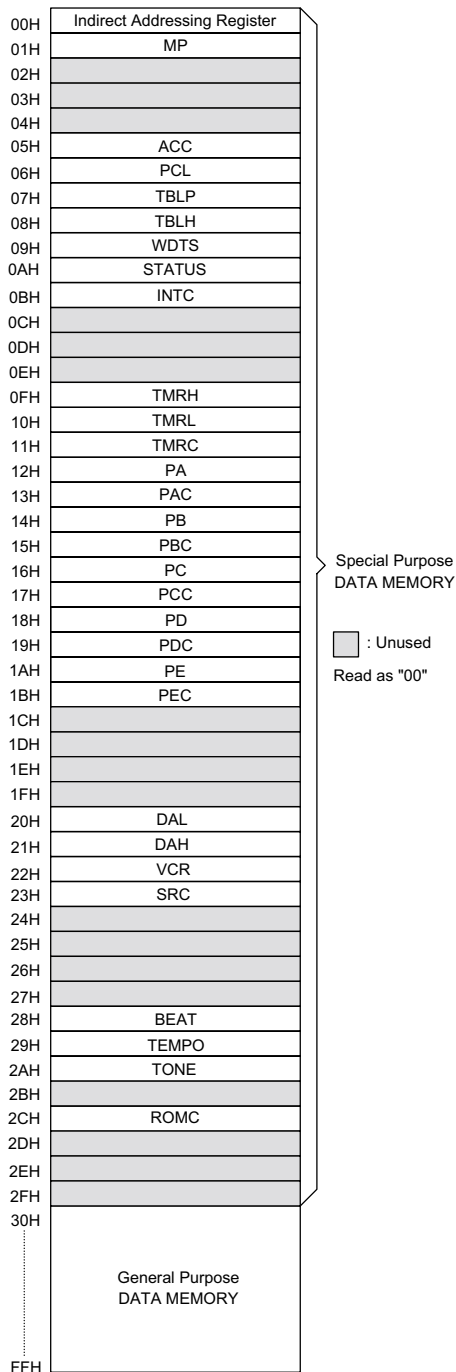 00H Indirect Addressing Register
01H MP
02H
03H
04H
05H ACC
06H PCL
07H TBLP
08H TBLH
09H WDTS
0AH STATUS
0BH INTC
0CH
0DH
0EH
0FH TMRH
10H TMRL
11H TMRC
12H PA
13H PAC
14H PB
15H PBC
16H PC
17H PCC
18H PD
19H PDC
1AH PE
1BH PEC
1CH
1DH
1EH
1FH
20H DAL
21H DAH
22H VCR
23H SRC
24H
25H
26H
27H
28H BEAT
29H TEMPO
2AH TONE
2BH
2CH ROMC
2DH
2EH
2FH
30H
General Purpose
DATA MEMORY
FFH
Special Purpose
DATA MEMORY
: Unused
Read as "00"